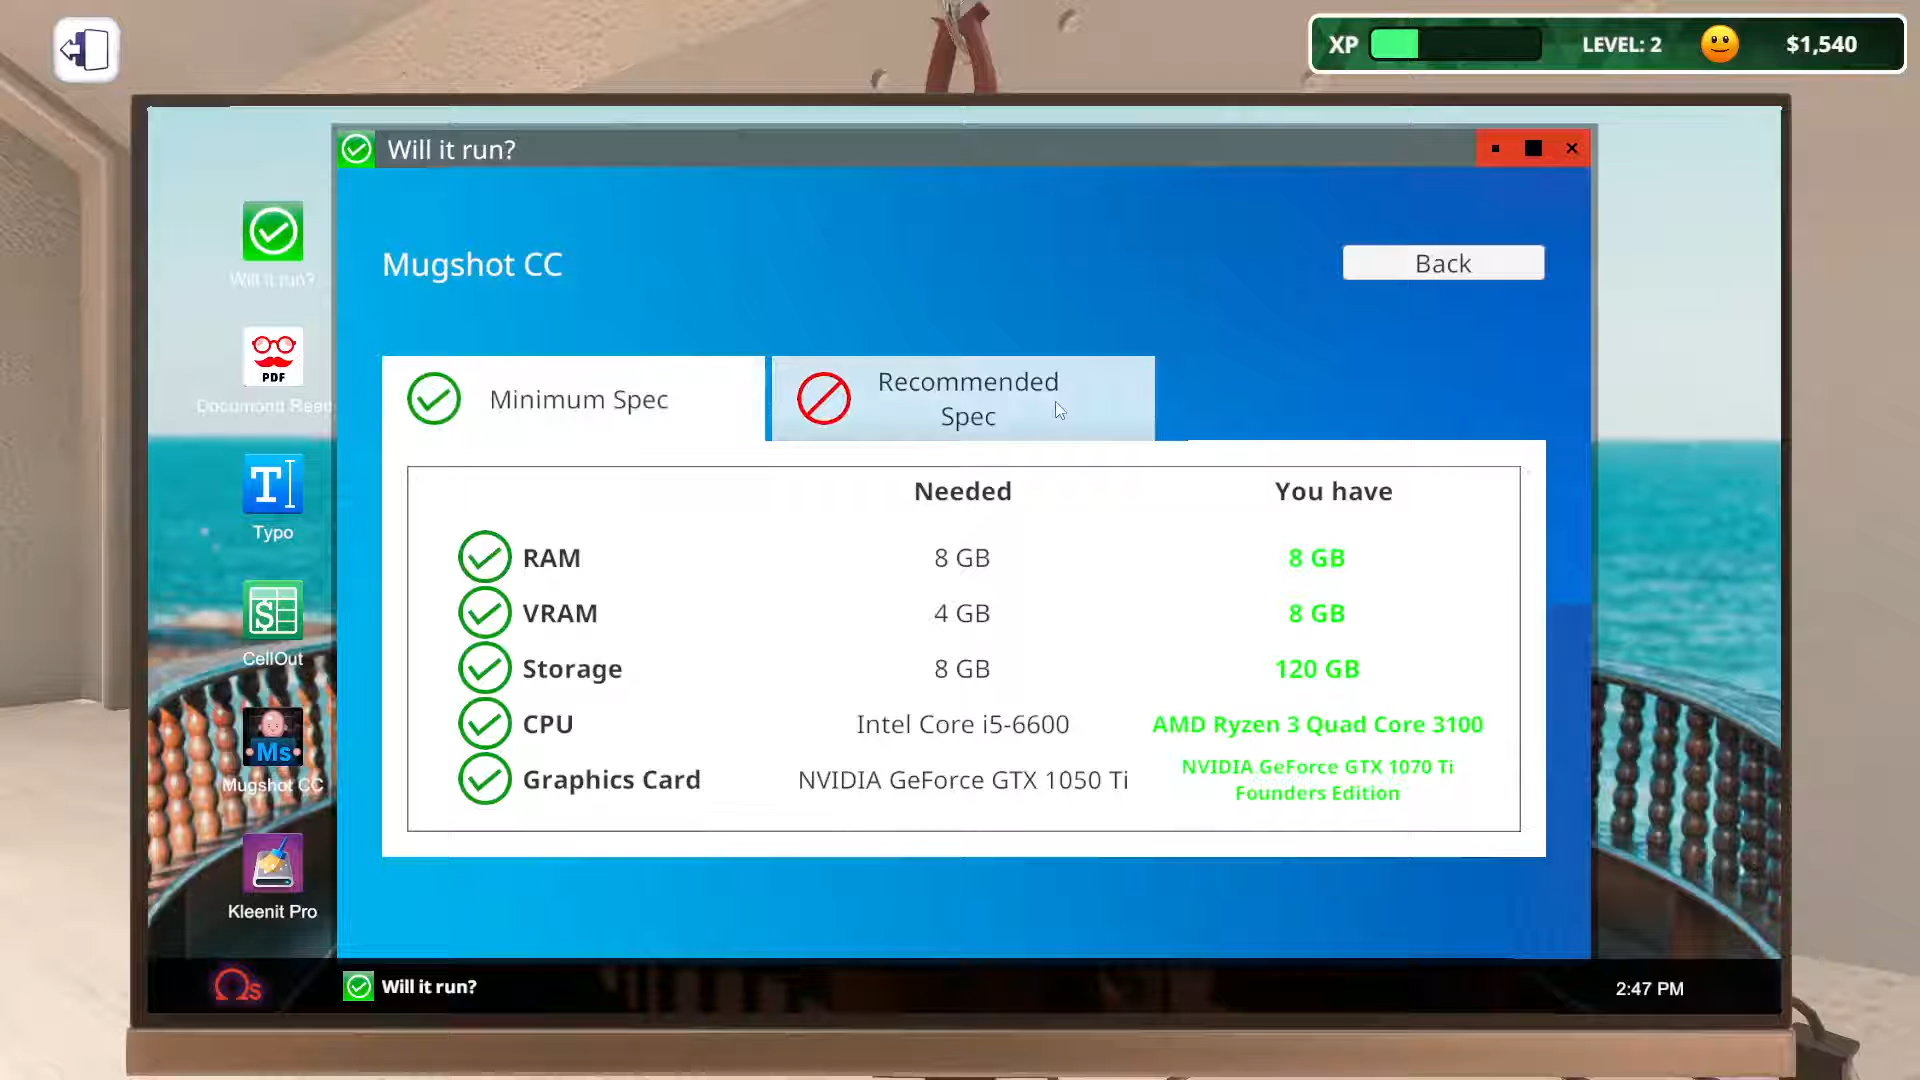 XP
LEVEL: 2
$1,540
Will it run?
Will it run?
PDF
Typo
CellOut
Ms
Mugshot CC
Kleenit Pro
Mugshot CC
Back
Minimum Spec
Recommended
Spec
Needed
You have
RAM
8 GB
8 GB
VRAM
4 GB
8 GB
Storage
8 GB
120 GB
CPU
Intel Core i5-6600
AMD Ryzen 3 Quad Core 3100
Graphics Card
NVIDIA GeForce GTX 1050 Ti
NVIDIA GeForce GTX 1070 Ti
Founders Edition
Will it run?
2:47 PM